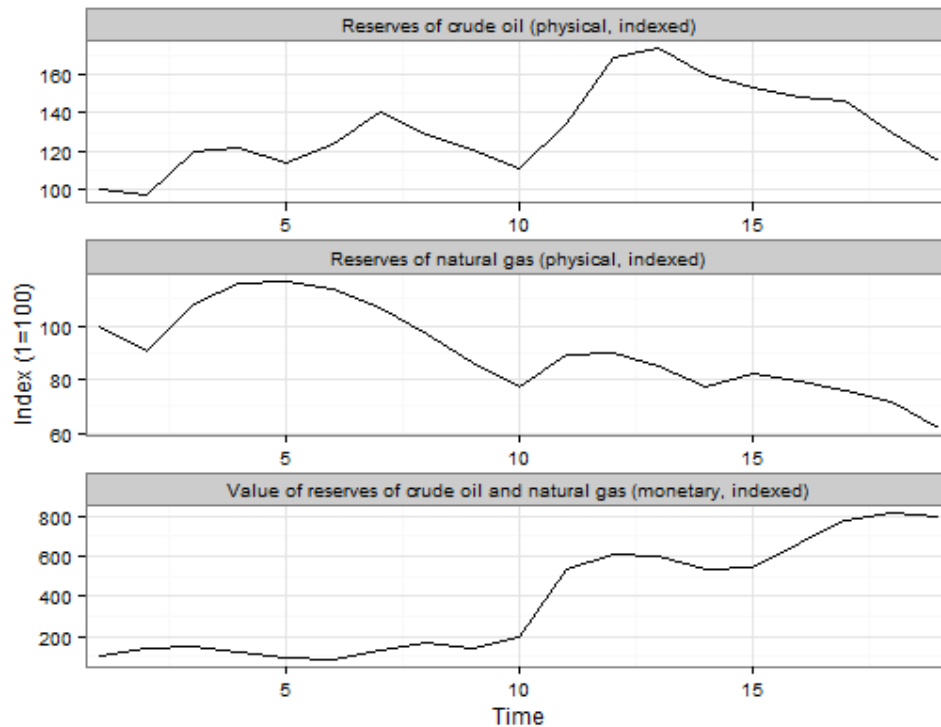 Reserves of crude oil (physical, indexed)
160
140
120
100
5 10 15
Reserves of natural gas (physical, indexed)
100
80
60
5 10 15
Value of reserves of crude oil and natural gas (monetary, indexed)
800
600
400
200
5 10 15
Index (1=100)
Time